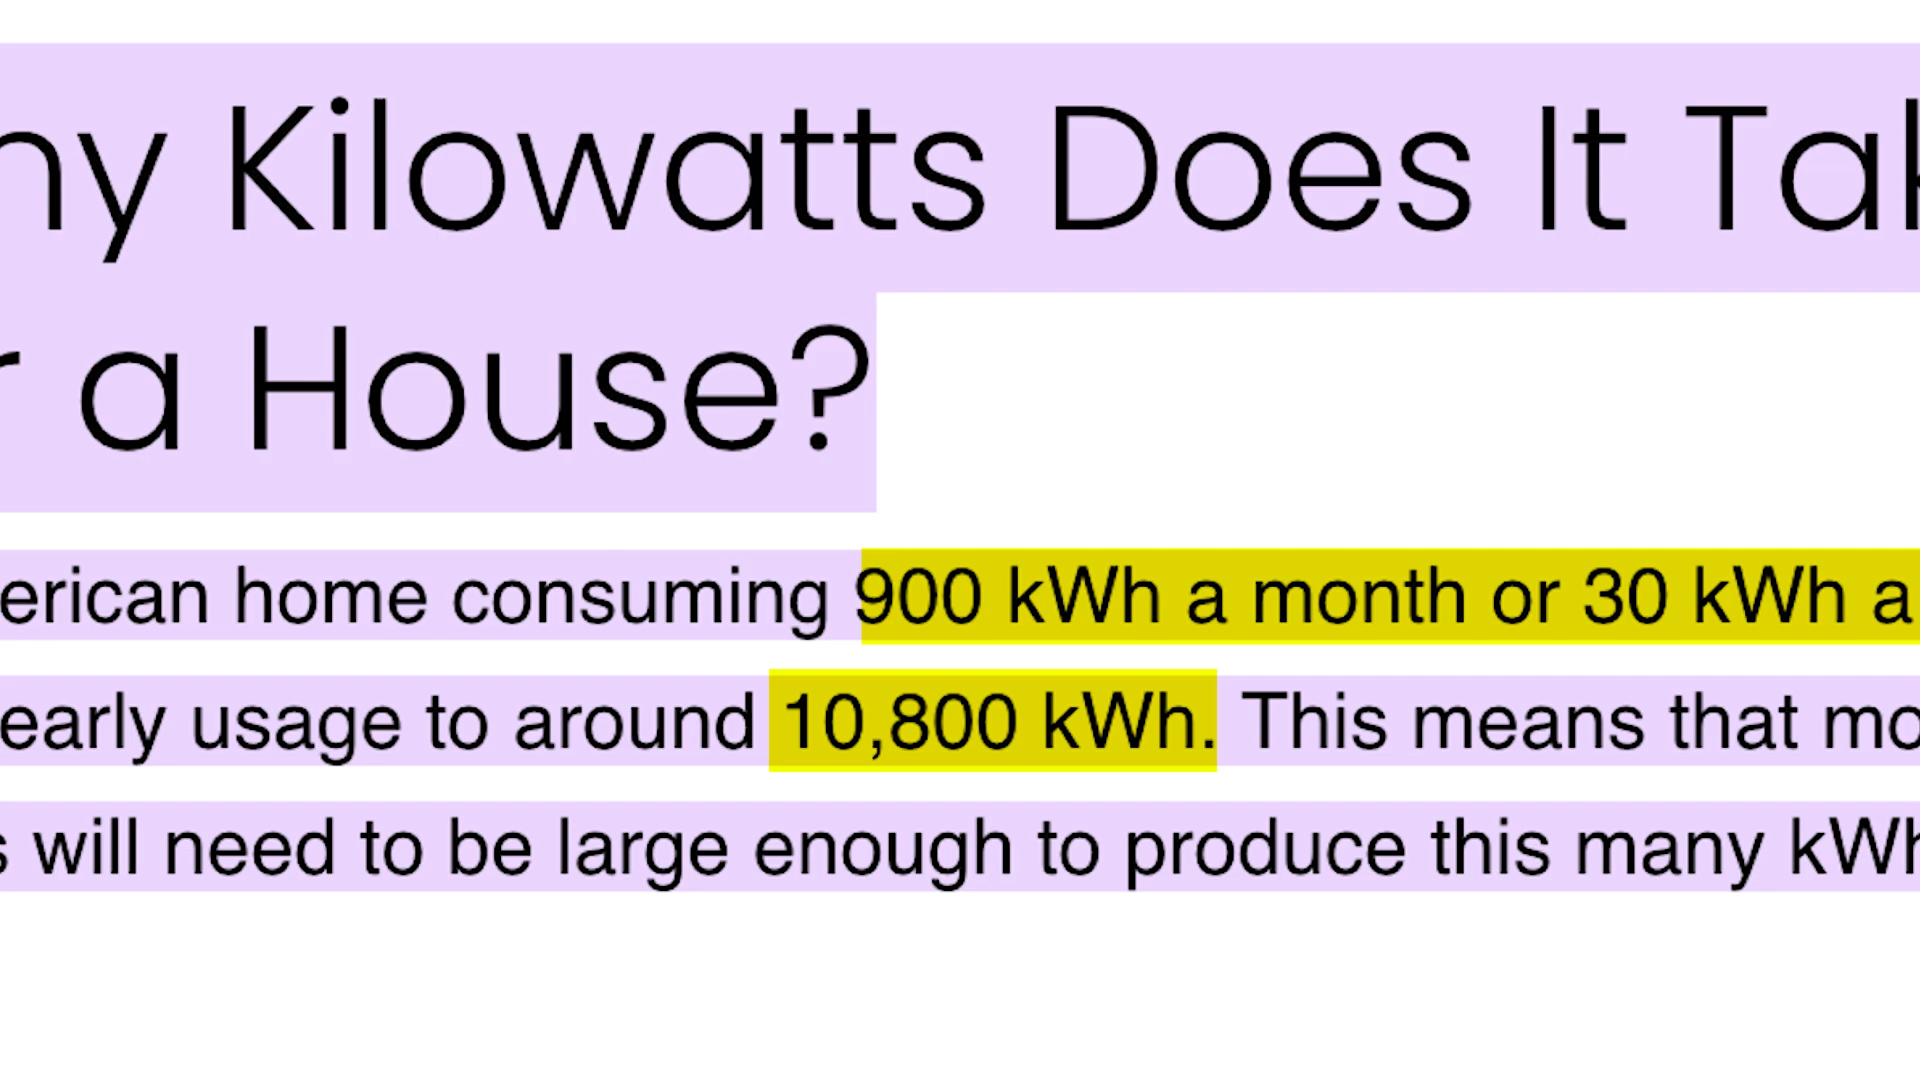 ny Kilowatts Does It Tak
r a House?
erican home consuming 900 kWh a month or 30 kWh a
early usage to around 10,800 kWh. This means that mo
s will need to be large enough to produce this many kWh